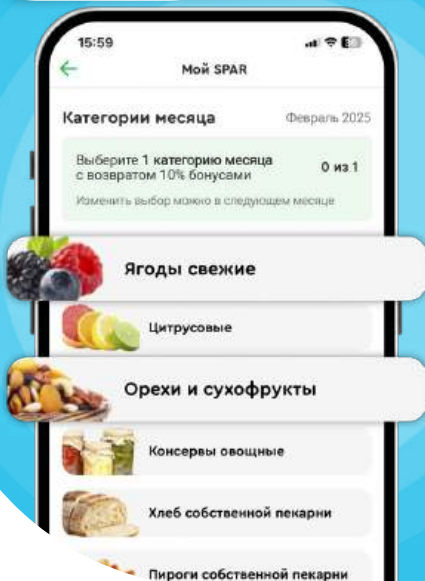 15:59
Мой SPAR
Категории месяца
Февраль 2025
Выберите 1 категорию месяца
с возвратом 10% бонусами
0 из 1
Изменить выбор можно в следующем месяце
Ягоды свежие
Цитрусовые
Орехи и сухофрукты
Консервы овощные
Хлеб собственной пекарни
Пироги собственной пекарни